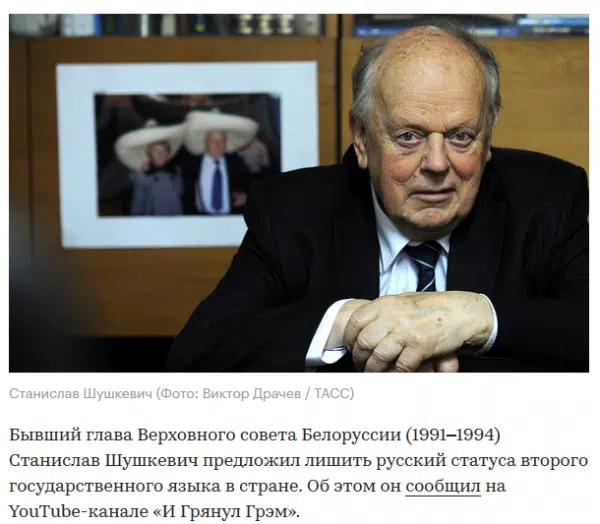 Станислав Шушкевич (Фото: Виктор Драчев / ТАСС)
Бывший глава Верховного совета Белоруссии (1991–1994)
Станислав Шушкевич предложил лишить русский статуса второго
государственного языка в стране. Об этом он сообщил на
YouTube-канале «И Грянул Грэм».